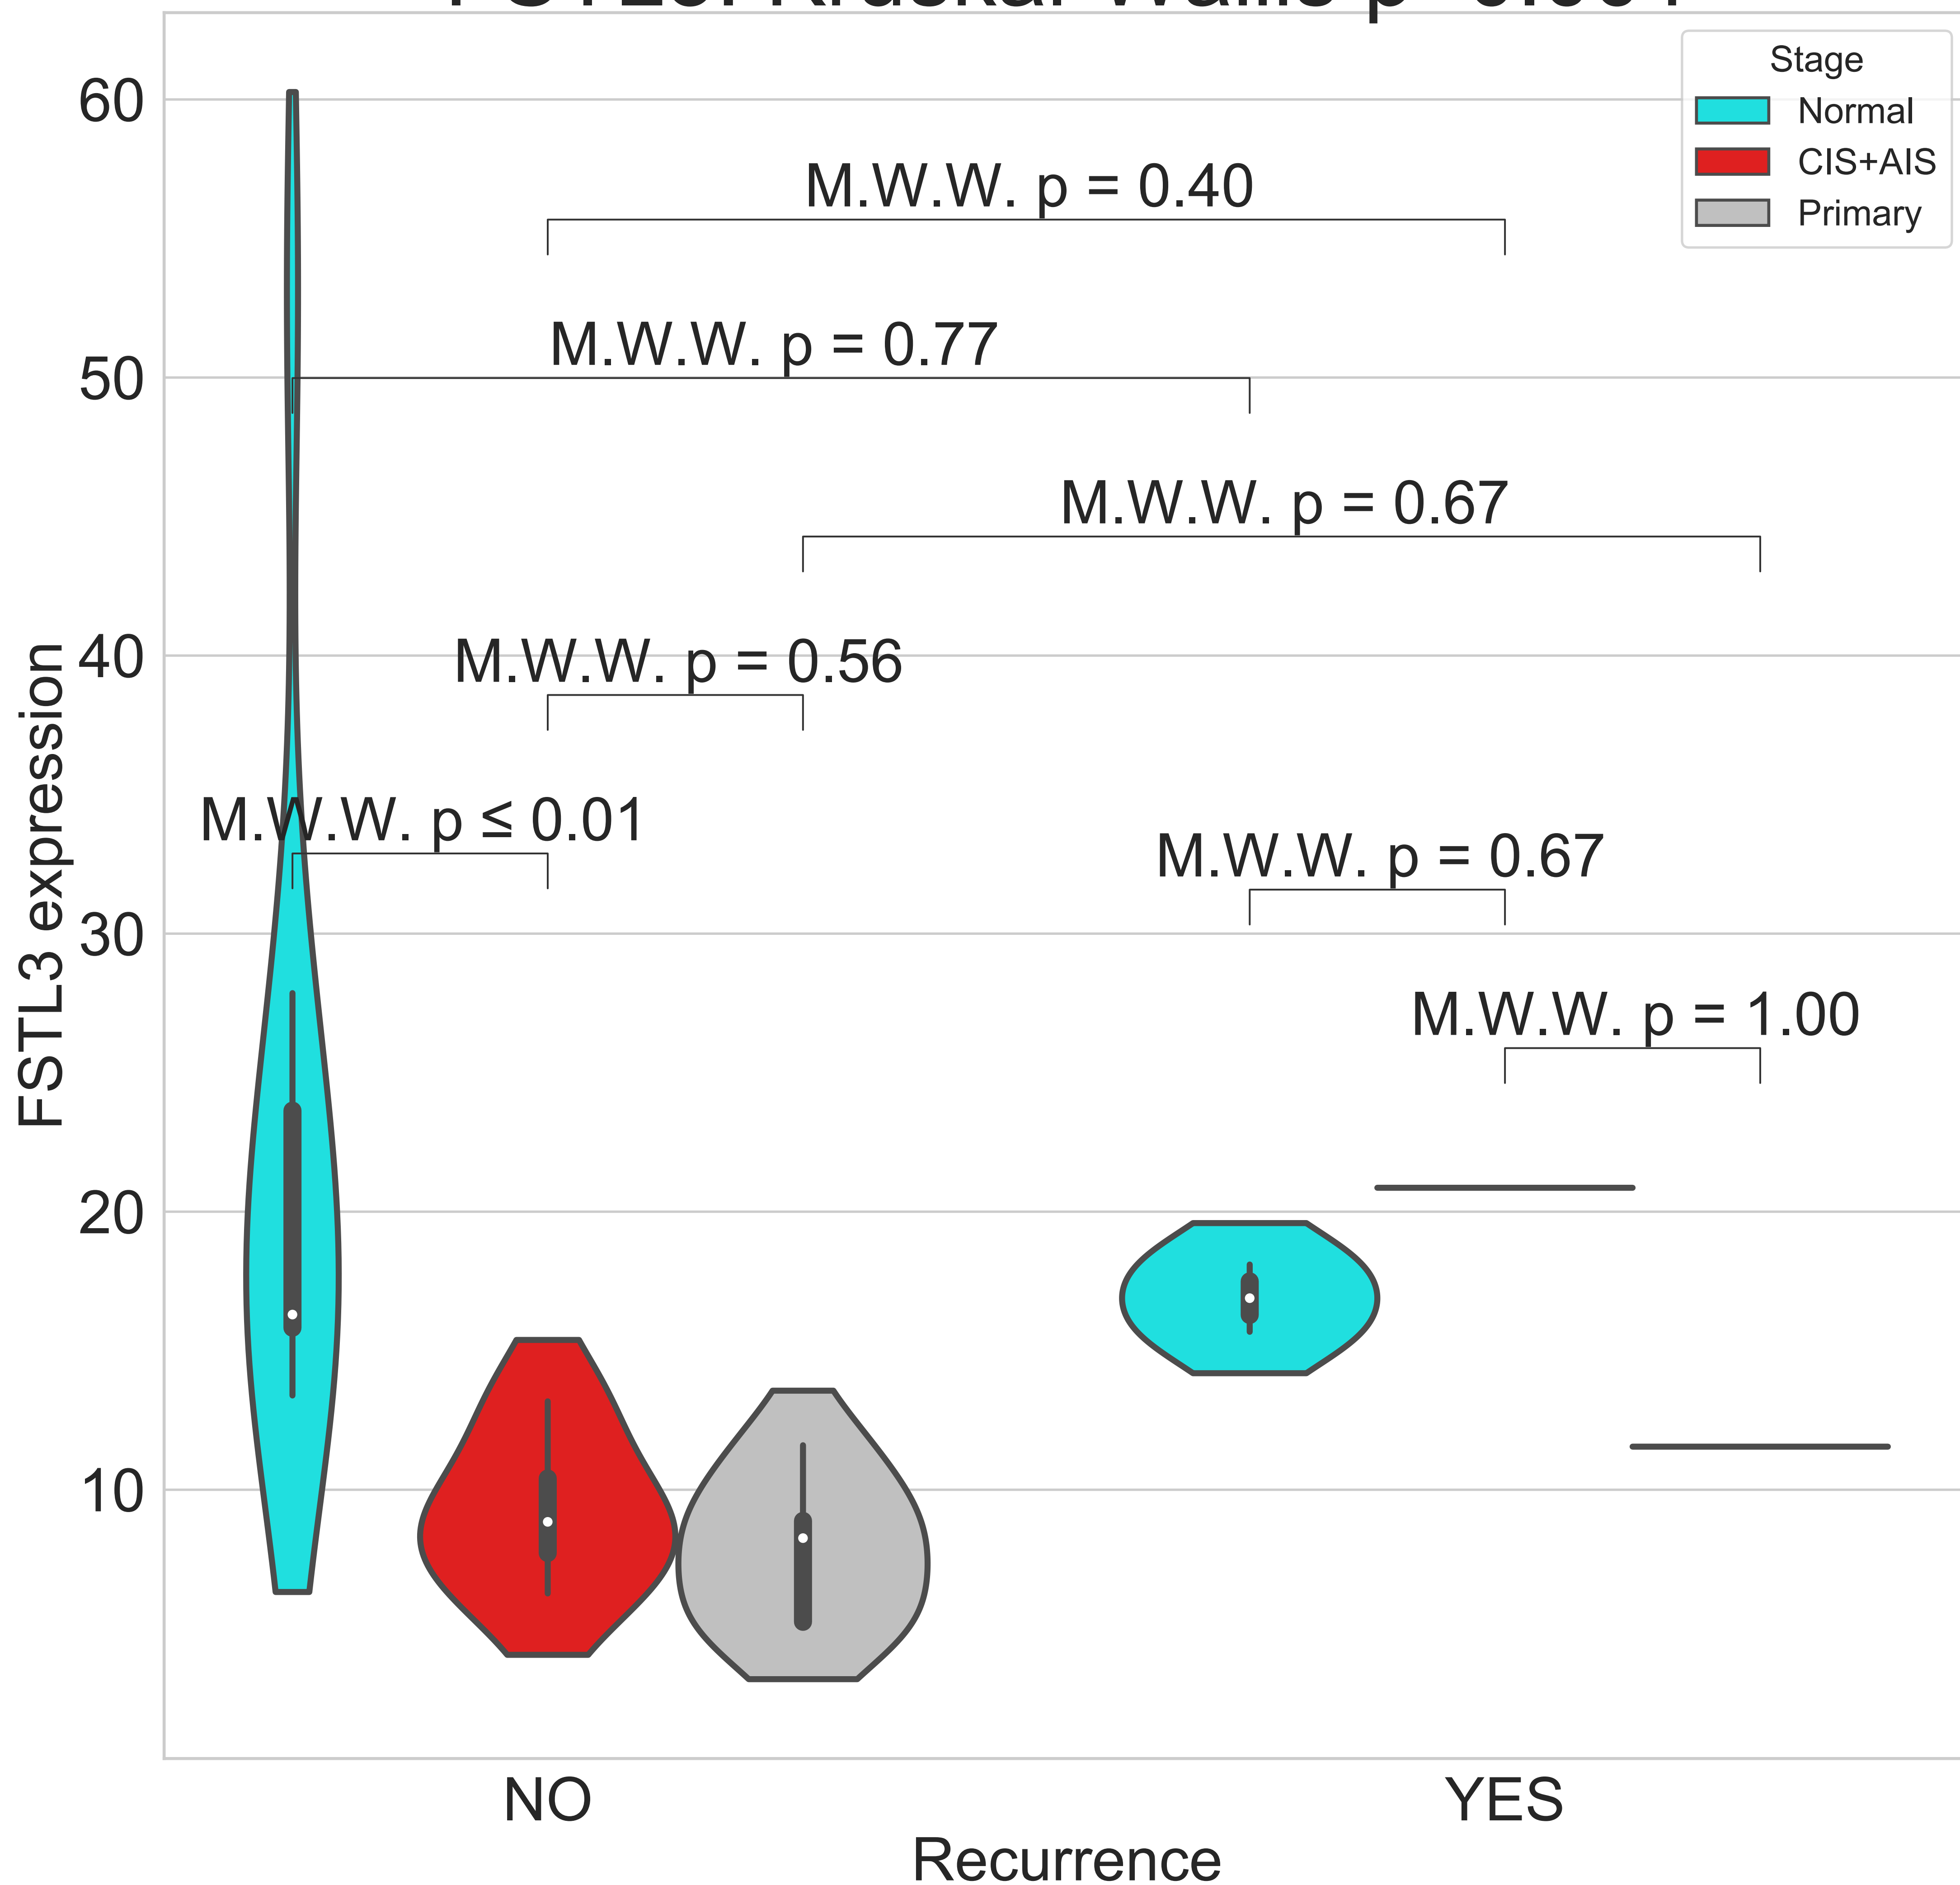 Stage
Normal
CIS+AIS
Primary
60
50
40
30
20
10
FSTL3 expression
M.W.W. p = 0.40
M.W.W. p = 0.77
M.W.W. p = 0.67
M.W.W. p = 0.56
M.W.W. p ≤ 0.01
M.W.W. p = 0.67
M.W.W. p = 1.00
NO
YES
Recurrence